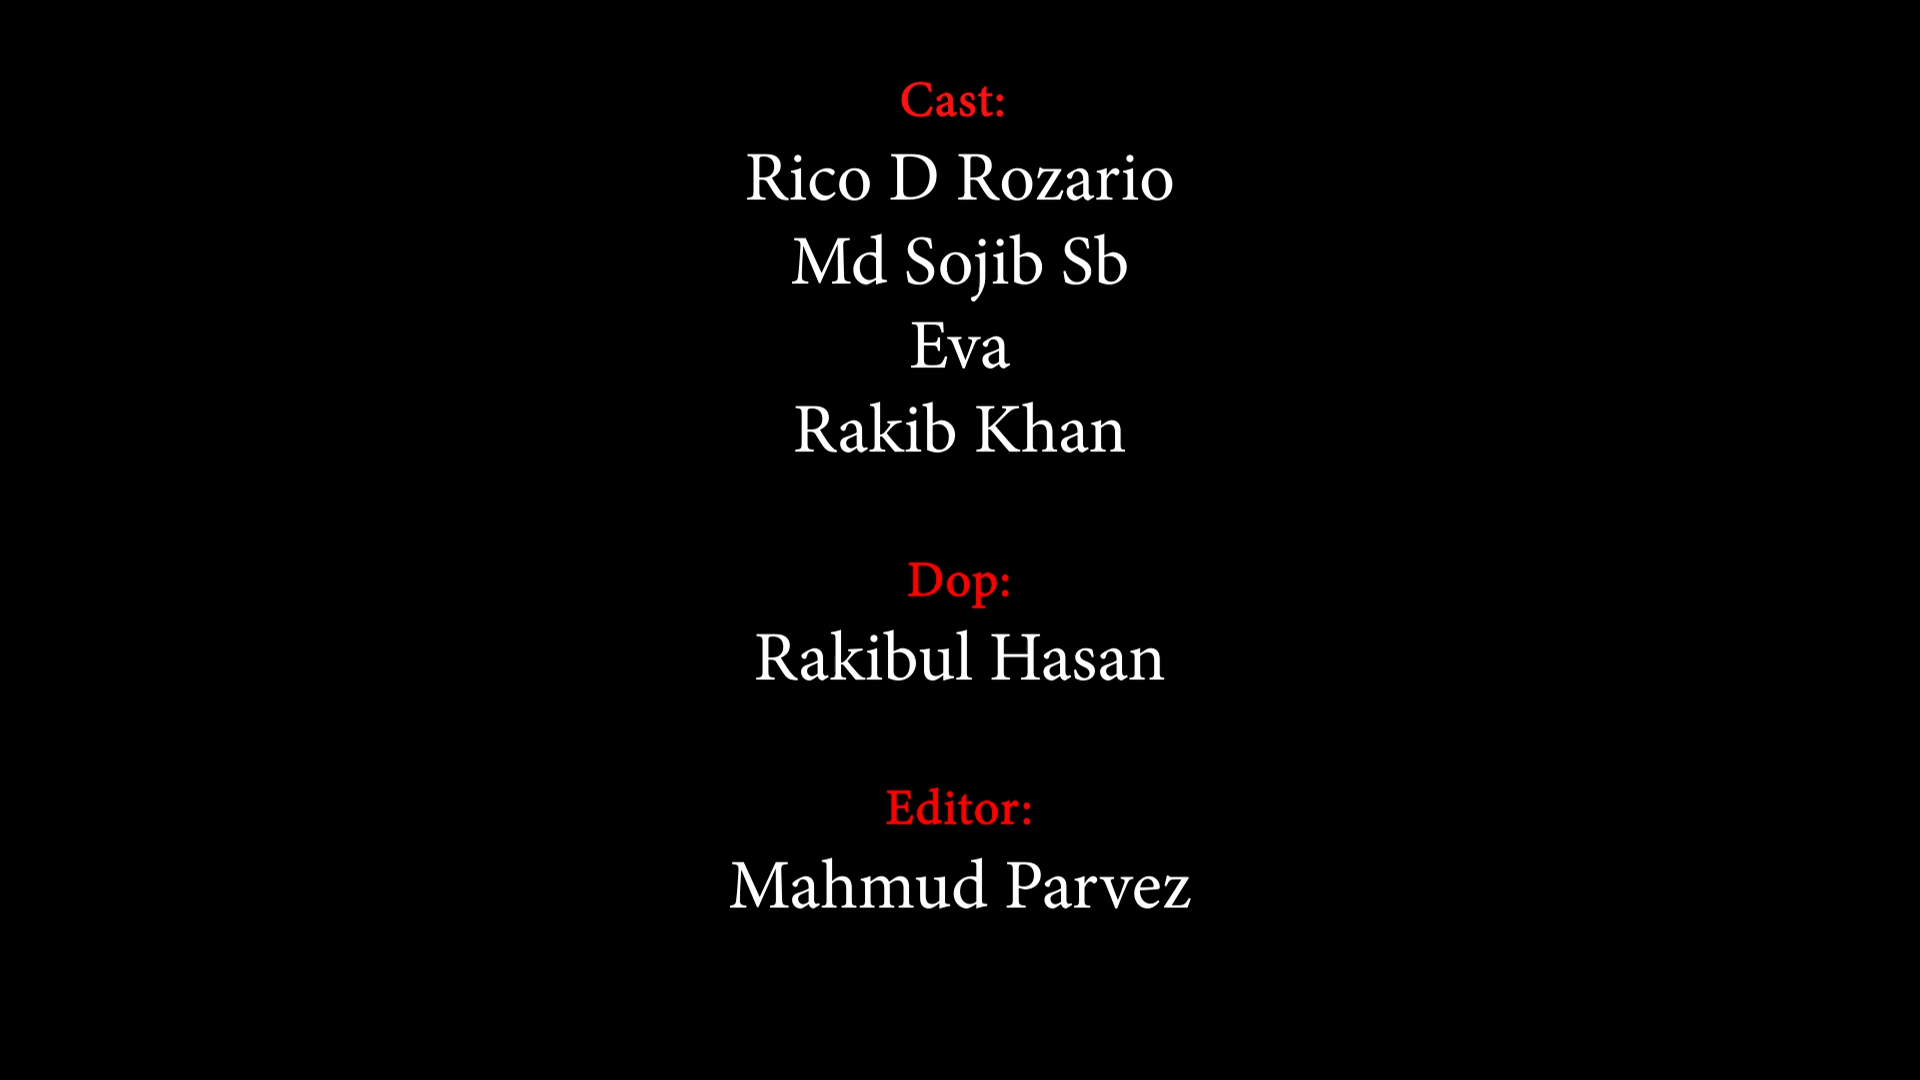 Cast:
Rico D Rozario
Md Sojib Sb
Eva
Rakib Khan
Dop:
Rakibul Hasan
Editor:
Mahmud Parvez